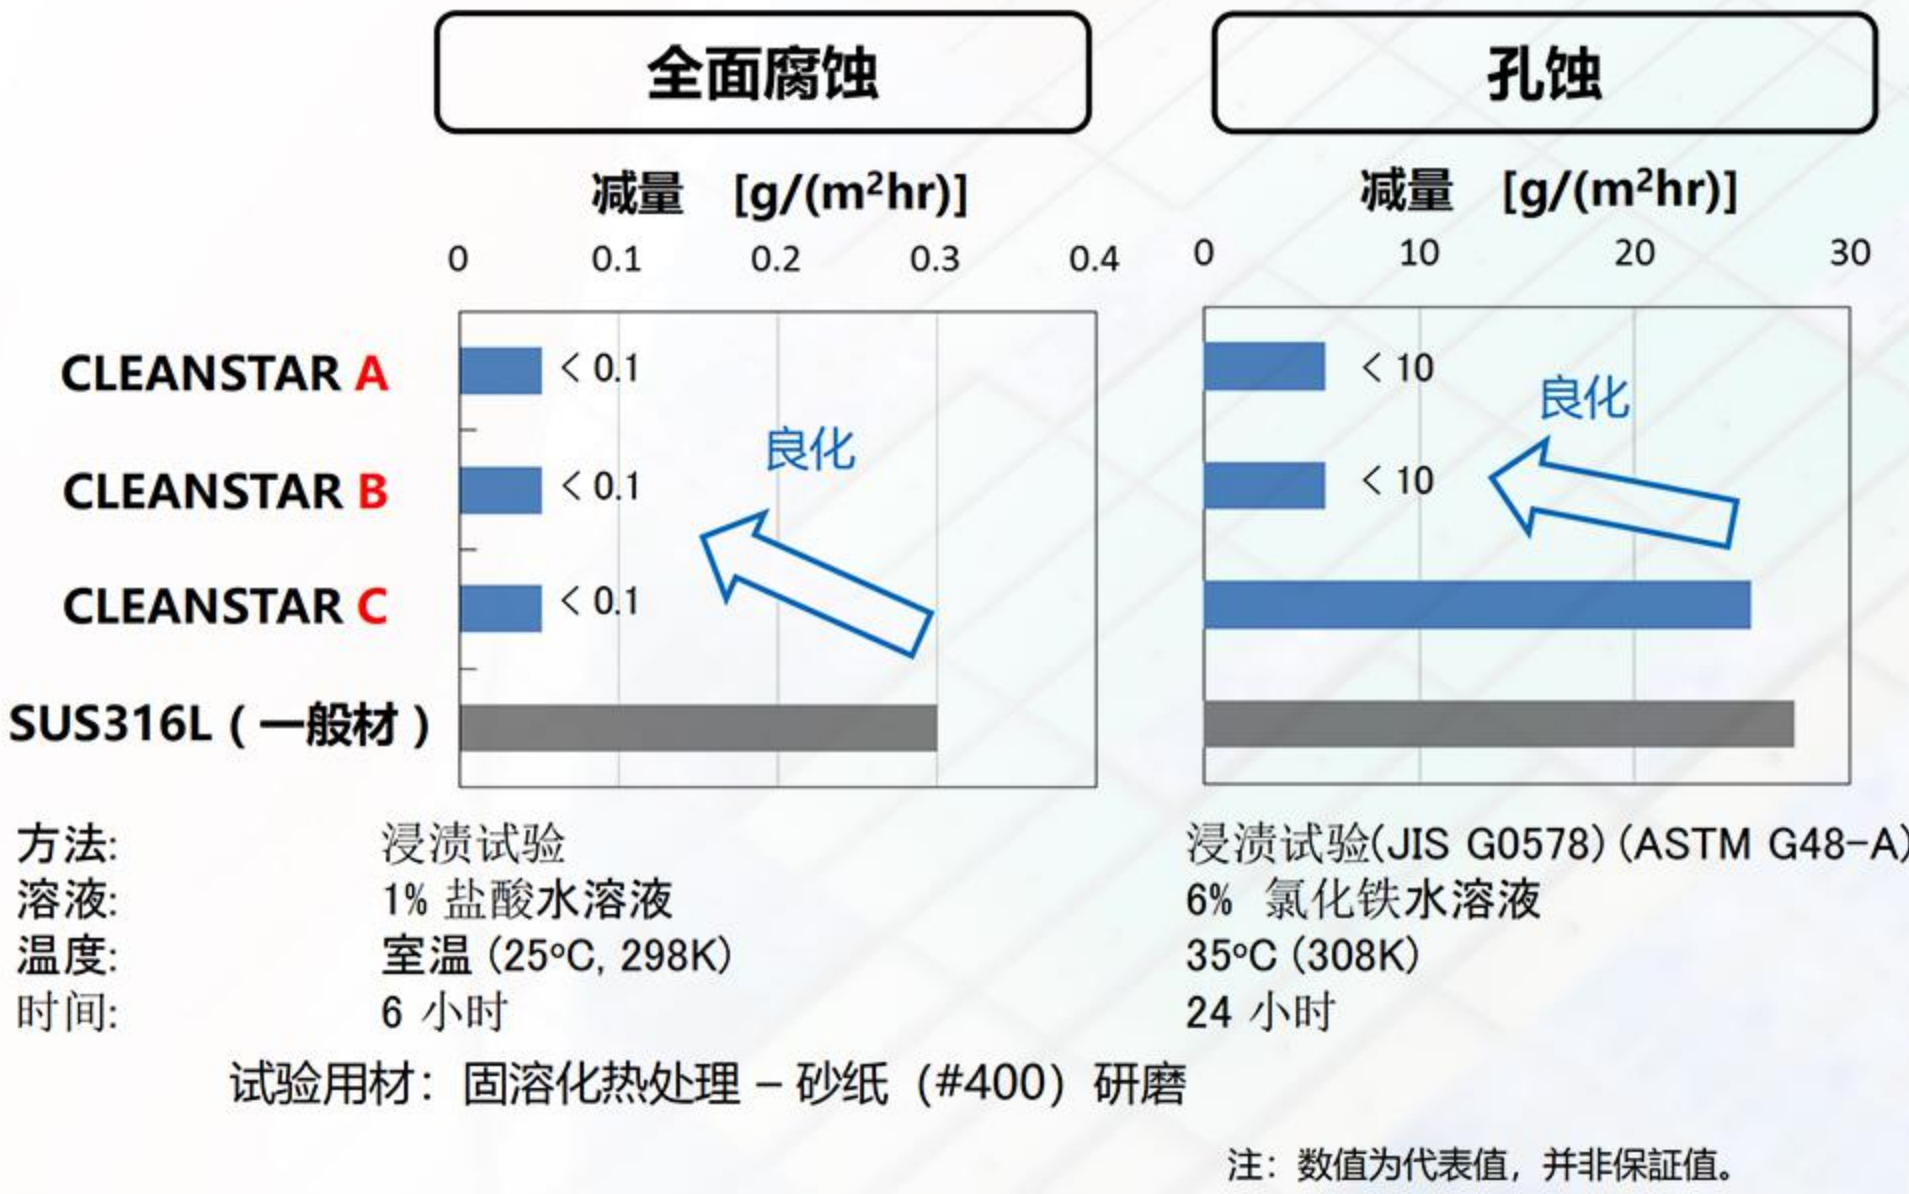 全面腐蚀
孔蚀
减量 [g/(m²hr)]
减量 [g/(m²hr)]
0 0.1 0.2 0.3 0.4
0 10 20 30
CLEANSTAR A
< 0.1
< 10
良化
良化
CLEANSTAR B
< 0.1
< 10
CLEANSTAR C
< 0.1
SUS316L ( 一般材 )
方法: 浸渍试验 浸渍试验(JIS G0578) (ASTM G48-A)
溶液: 1% 盐酸水溶液 6% 氯化铁水溶液
温度: 室温 (25°C, 298K) 35°C (308K)
时间: 6 小时 24 小时
试验用材：固溶化热处理 – 砂纸（#400）研磨
注：数值为代表值，并非保証值。